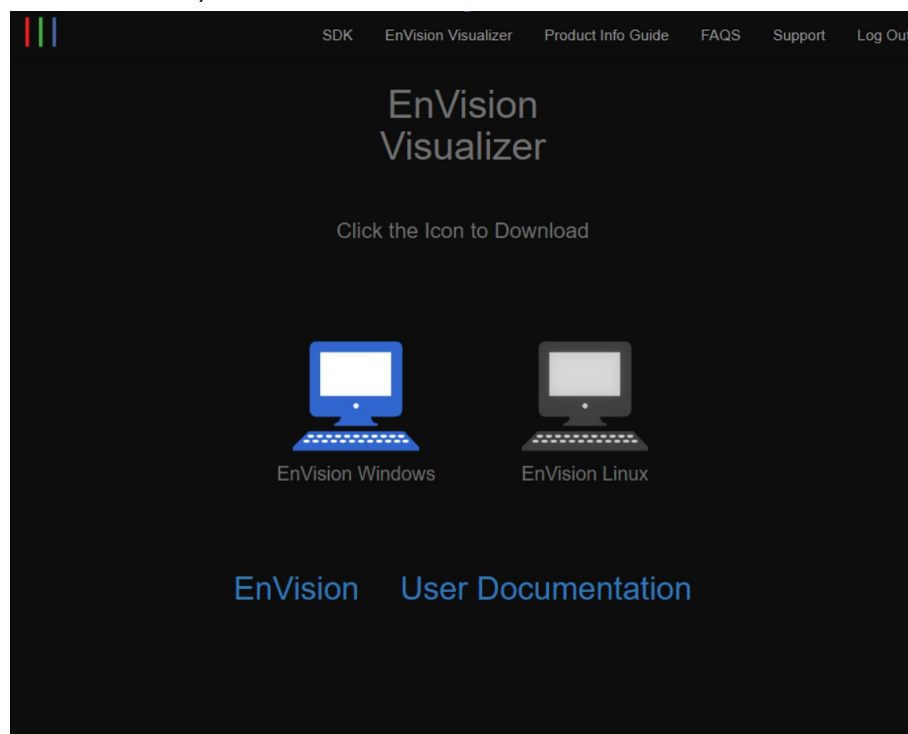 SDK EnVision Visualizer Product Info Guide FAQS Support Log Out
EnVision
Visualizer
Click the Icon to Download
EnVision Windows EnVision Linux
EnVision User Documentation